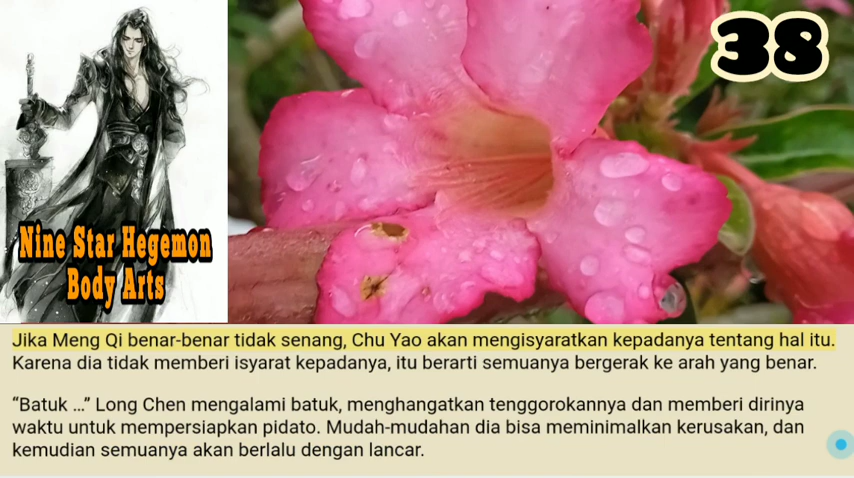 38
Nine Star Hegemon
Body Arts
Jika Meng Qi benar-benar tidak senang, Chu Yao akan mengisyaratkan kepadanya tentang hal itu.
Karena dia tidak memberi isyarat kepadanya, itu berarti semuanya bergerak ke arah yang benar.
“Batuk ...” Long Chen mengalami batuk, menghangatkan tenggorokannya dan memberi dirinya
waktu untuk mempersiapkan pidato. Mudah-mudahan dia bisa meminimalkan kerusakan, dan
kemudian semuanya akan berlalu dengan lancar.